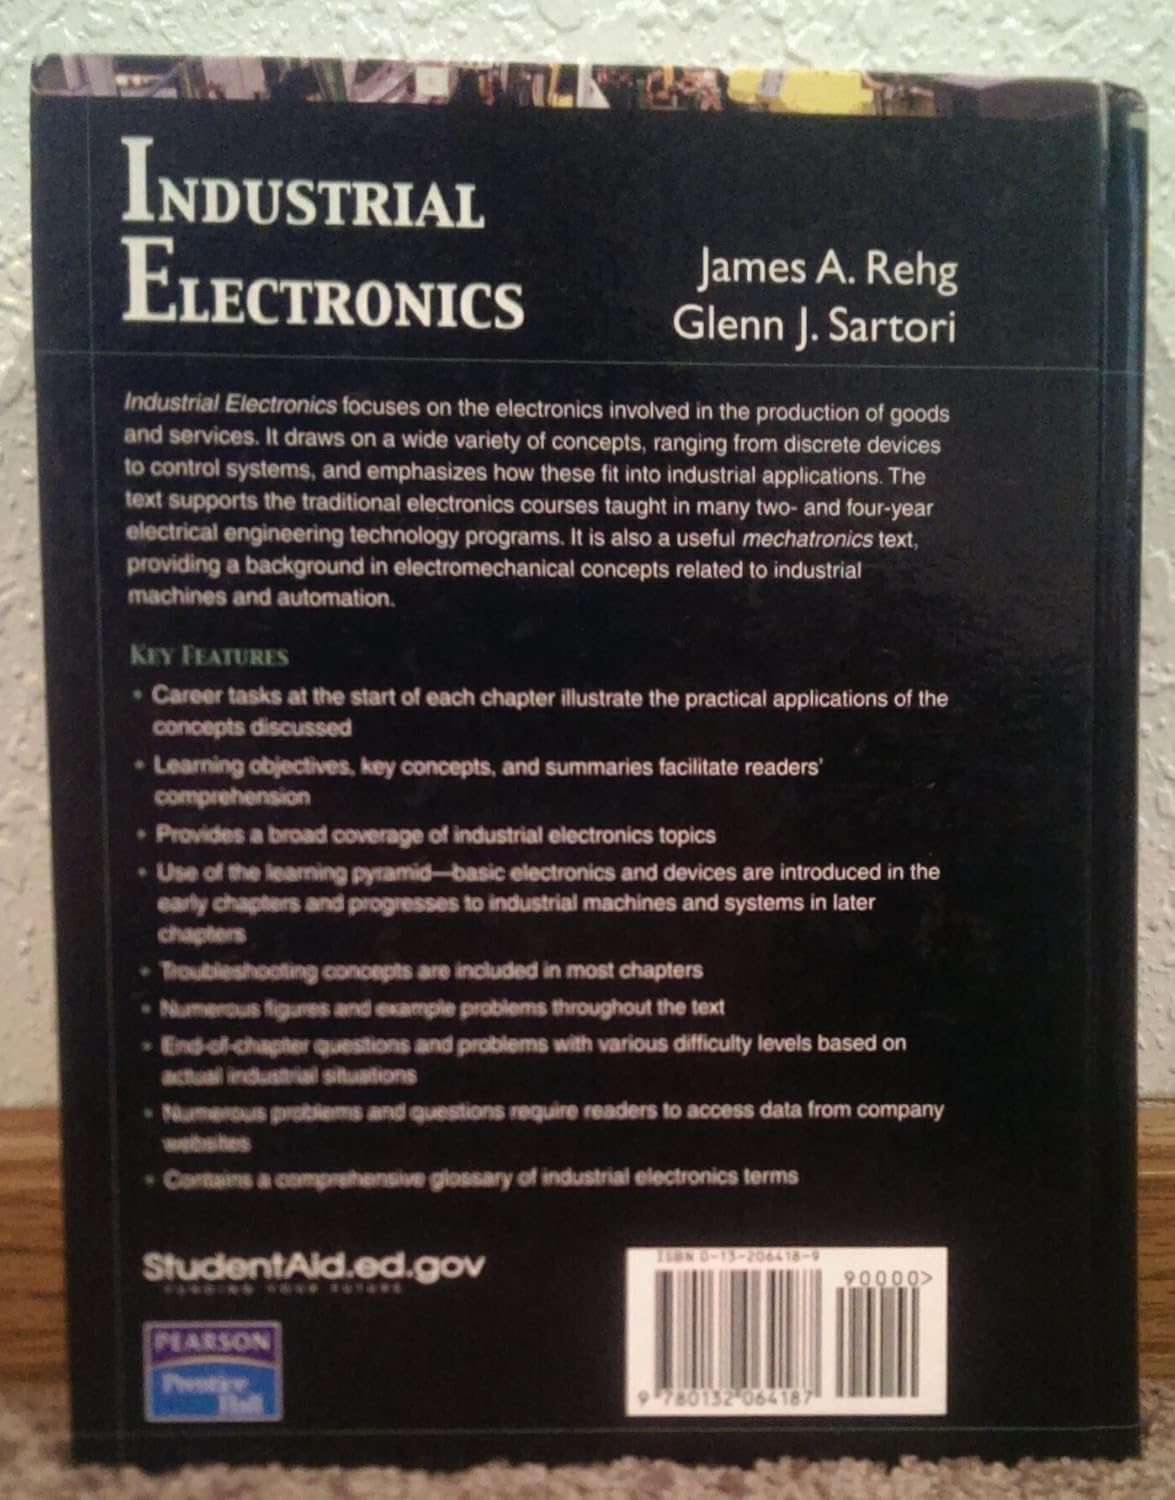 INDUSTRIAL
ELECTRONICS
James A. Rehg
Glenn J. Sartori
Industrial Electronics focuses on the electronics involved in the production of goods
and services. It draws on a wide variety of concepts, ranging from discrete devices
to control systems, and emphasizes how these fit into industrial applications. The
text supports the traditional electronics courses taught in many two- and four-year
electrical engineering technology programs. It is also a useful mechatronics text,
providing a background in electromechanical concepts related to industrial
machines and automation.
KEY FEATURES
• Career tasks at the start of each chapter illustrate the practical applications of the
concepts discussed
• Learning objectives, key concepts, and summaries facilitate readers'
comprehension
• Provides a broad coverage of industrial electronics topics
• Use of the learning pyramid—basic electronics and devices are introduced in the
early chapters and progresses to industrial machines and systems in later
chapters
• Troubleshooting concepts are included in most chapters
• Numerous figures and example problems throughout the text
• End-of-chapter questions and problems with various difficulty levels based on
actual industrial situations
• Numerous problems and questions require readers to access data from company
websites
• Contains a comprehensive glossary of industrial electronics terms
StudentAid.ed.gov
FUNDING YOUR FUTURE
PEARSON
Prentice
Hall
ISBN 0-13-206418-9
90000>
9 780132 064187